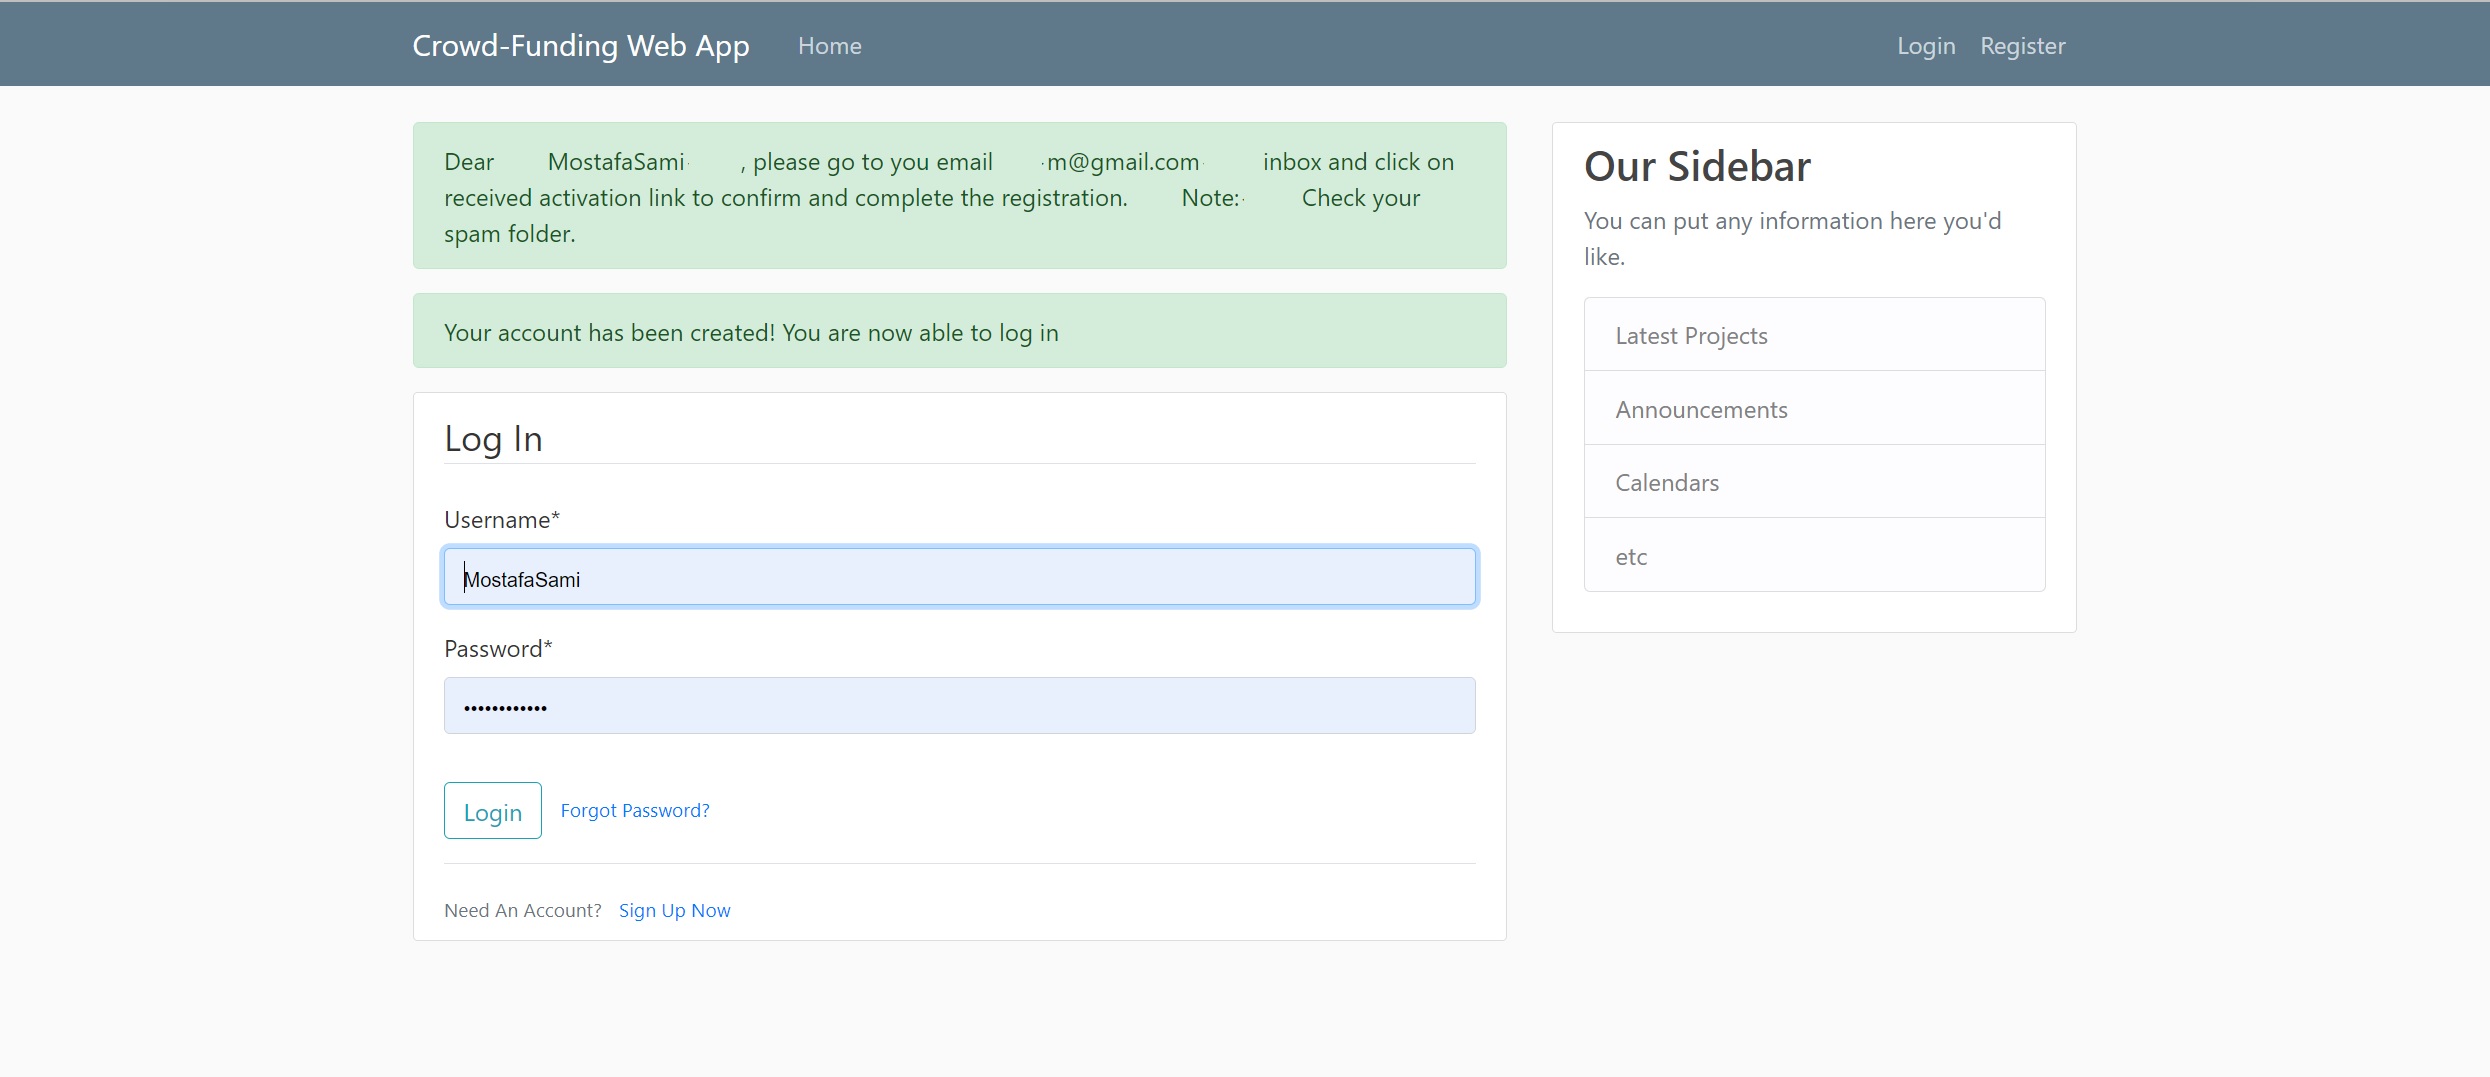 Crowd-Funding Web App Home Login Register
Dear MostafaSami , please go to you email m@gmail.com inbox and click on
received activation link to confirm and complete the registration. Note: Check your
spam folder.
Your account has been created! You are now able to log in
Log In
Username*
MostafaSami
Password*
••••••••••••
Login Forgot Password?
Need An Account? Sign Up Now
Our Sidebar
You can put any information here you'd
like.
Latest Projects
Announcements
Calendars
etc